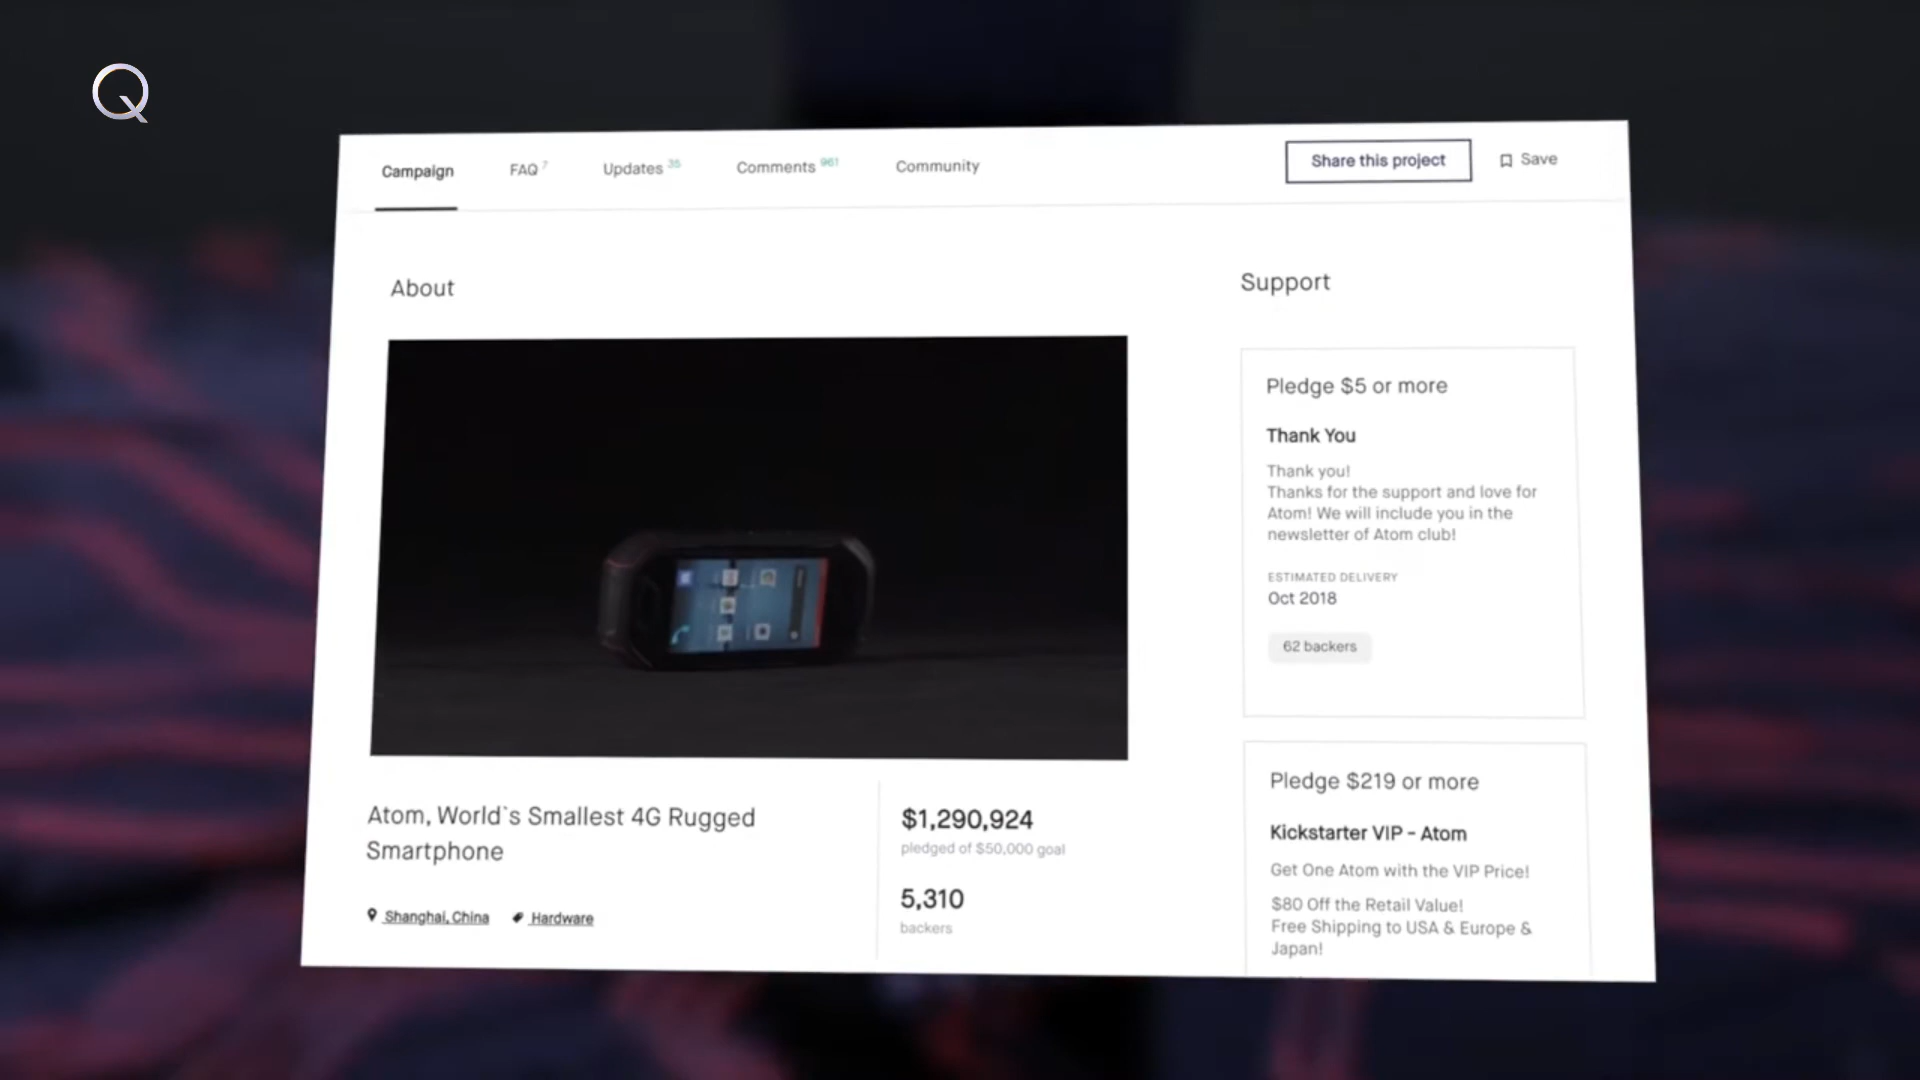 Q
Campaign
FAQ 7
Updates 35
Comments 961
Community
Share this project
Save
About
Support
Pledge $5 or more
Thank You
Thank you!
Thanks for the support and love for
Atom! We will include you in the
newsletter of Atom club!
ESTIMATED DELIVERY
Oct 2018
62 backers
Atom, World`s Smallest 4G Rugged
Smartphone
Shanghai, China
Hardware
$1,290,924
pledged of $50,000 goal
5,310
backers
Pledge $219 or more
Kickstarter VIP - Atom
Get One Atom with the VIP Price!
$80 Off the Retail Value!
Free Shipping to USA & Europe &
Japan!